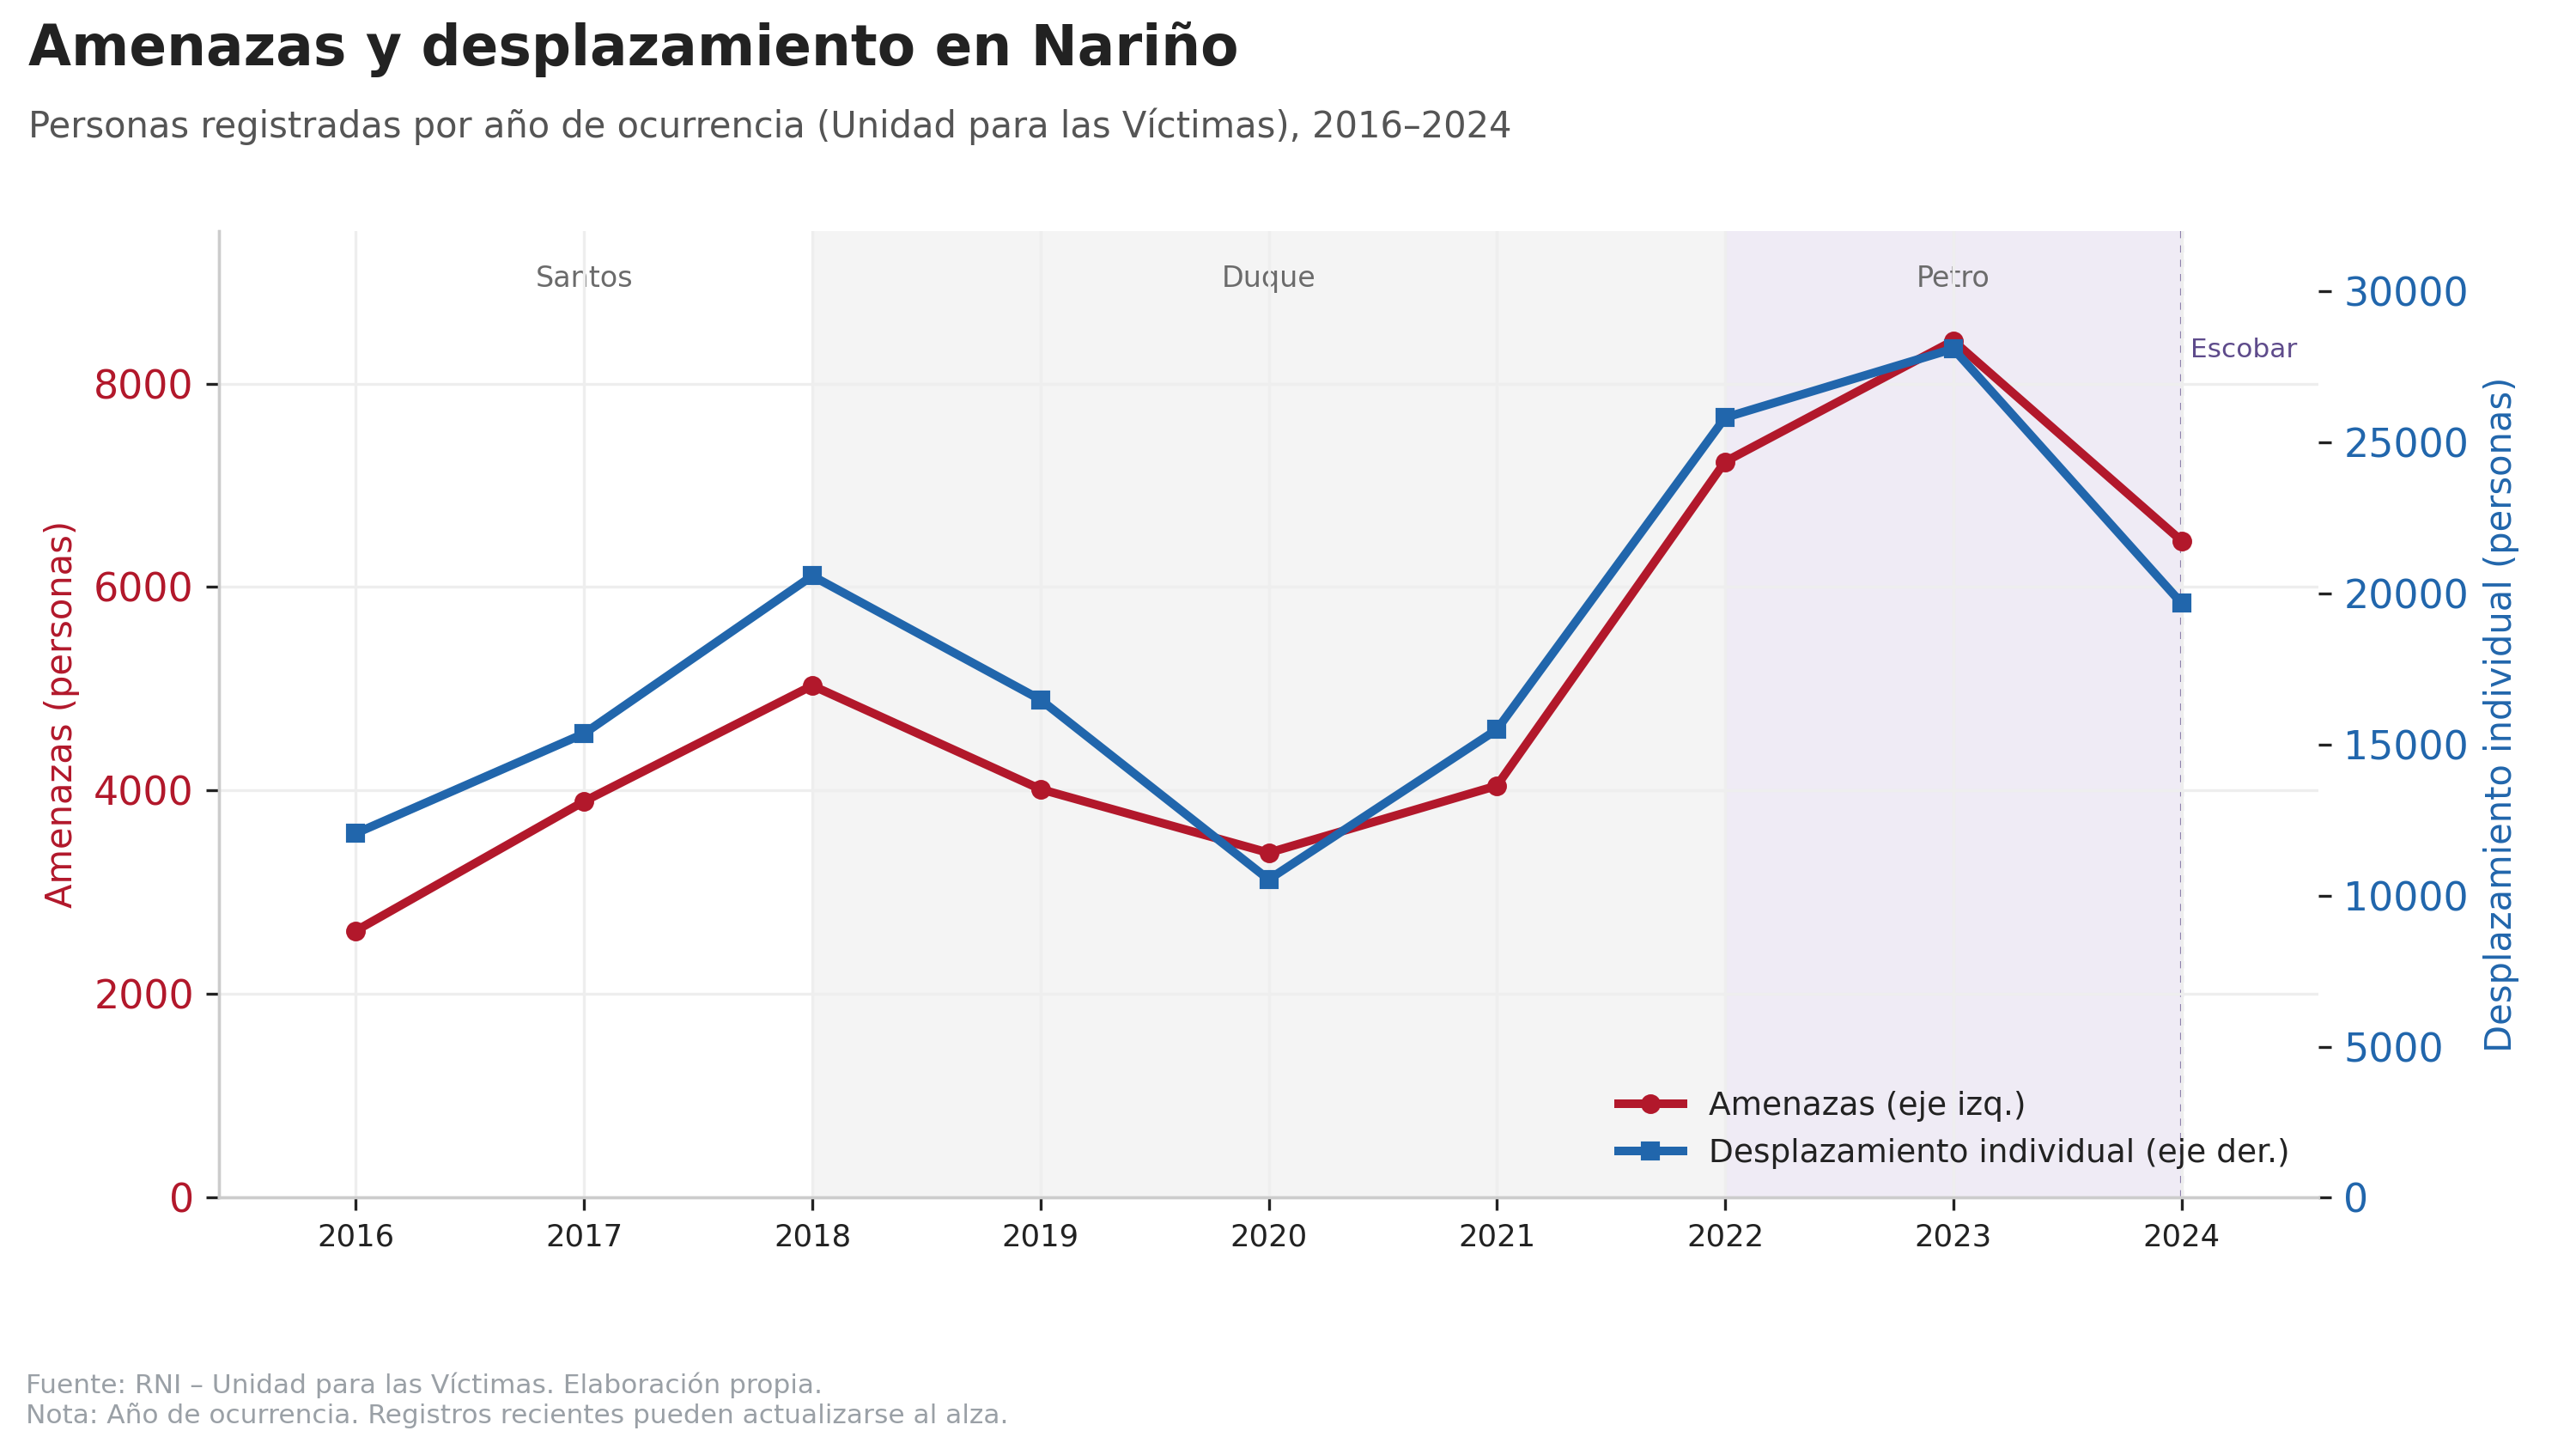 Amenazas y desplazamiento en Nariño
Personas registradas por año de ocurrencia (Unidad para las Víctimas), 2016–2024
Santos
Duque
Petro
Escobar
Amenazas (personas)
8000
6000
4000
2000
0
30000
25000
20000
15000
10000
5000
0
Desplazamiento individual (personas)
Amenazas (eje izq.)
Desplazamiento individual (eje der.)
2016
2017
2018
2019
2020
2021
2022
2023
2024
Fuente: RNI – Unidad para las Víctimas. Elaboración propia.
Nota: Año de ocurrencia. Registros recientes pueden actualizarse al alza.